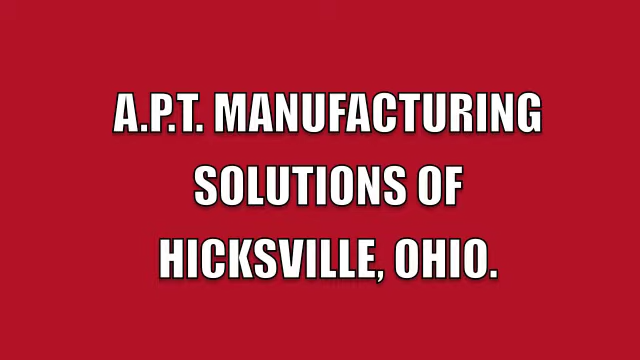 A.P.T. MANUFACTURING
SOLUTIONS OF
HICKSVILLE, OHIO.